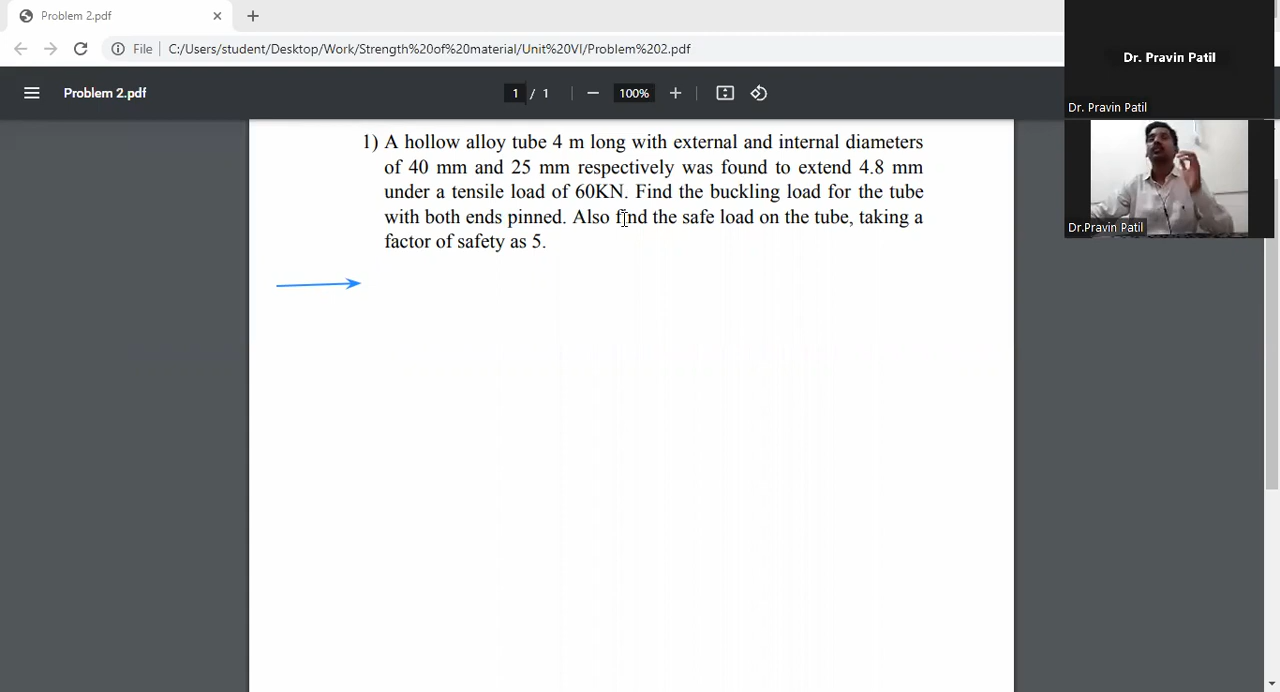 Problem 2.pdf
File
C:/Users/student/Desktop/Work/Strength%20of%20material/Unit%20VI/Problem%202.pdf
Dr. Pravin Patil
Problem 2.pdf
1 / 1
100%
Dr. Pravin Patil
1) A hollow alloy tube 4 m long with external and internal diameters
of 40 mm and 25 mm respectively was found to extend 4.8 mm
under a tensile load of 60KN. Find the buckling load for the tube
with both ends pinned. Also find the safe load on the tube, taking a
factor of safety as 5.
Dr.Pravin Patil